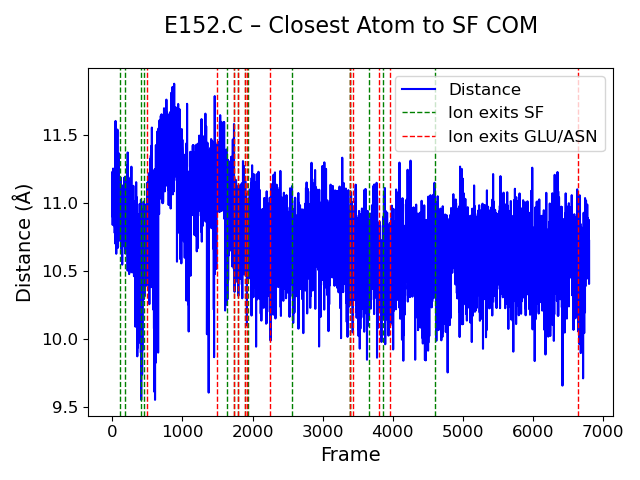 E152.C – Closest Atom to SF COM
Distance
Ion exits SF
Ion exits GLU/ASN
Distance (Å)
11.5
11.0
10.5
10.0
9.5
0 1000 2000 3000 4000 5000 6000 7000
Frame